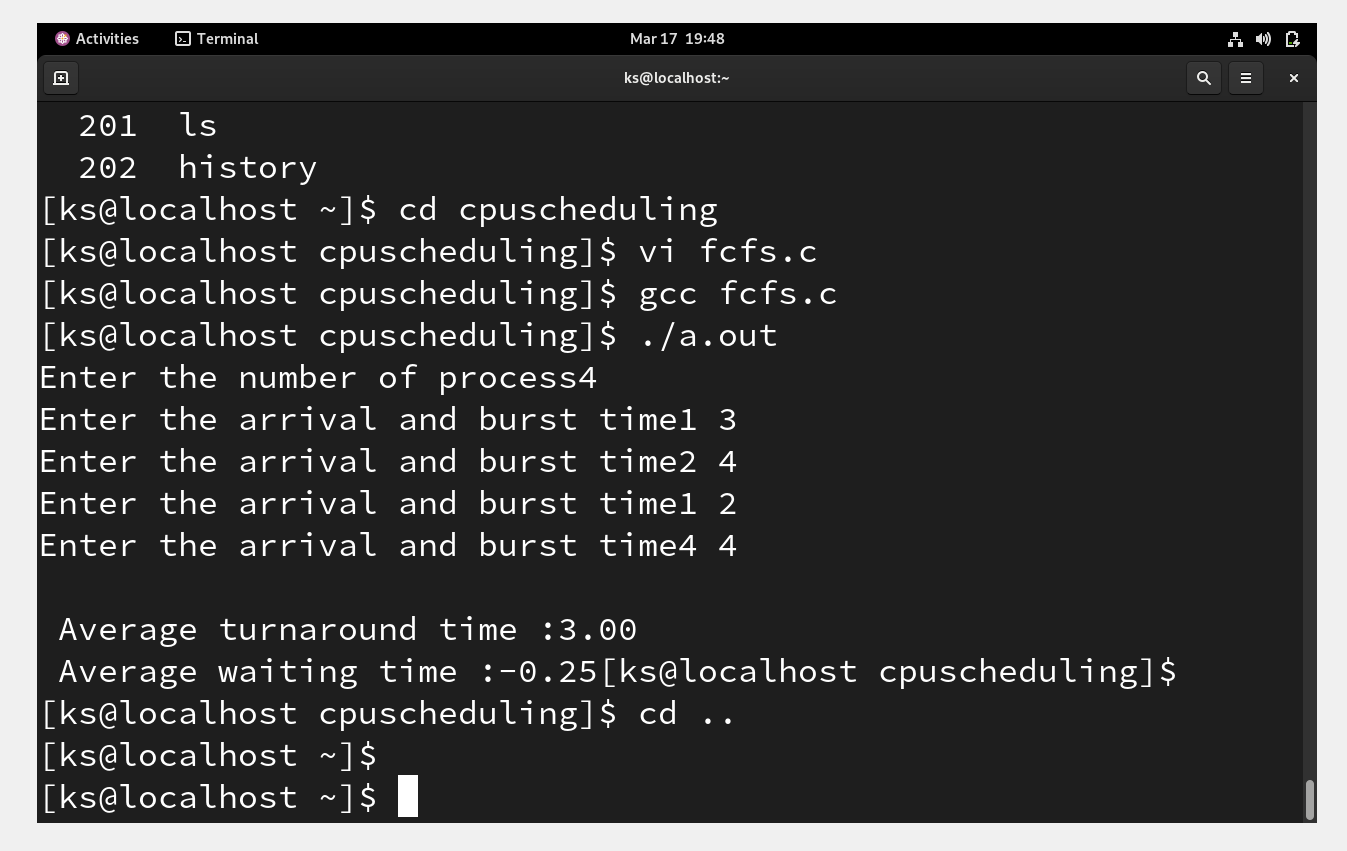 Activities Terminal Mar 17 19:48
ks@localhost:~
201 ls
202 history
[ks@localhost ~]$ cd cpuscheduling
[ks@localhost cpuscheduling]$ vi fcfs.c
[ks@localhost cpuscheduling]$ gcc fcfs.c
[ks@localhost cpuscheduling]$ ./a.out
Enter the number of process4
Enter the arrival and burst time1 3
Enter the arrival and burst time2 4
Enter the arrival and burst time1 2
Enter the arrival and burst time4 4
Average turnaround time :3.00
Average waiting time :-0.25[ks@localhost cpuscheduling]$
[ks@localhost cpuscheduling]$ cd ..
[ks@localhost ~]$
[ks@localhost ~]$